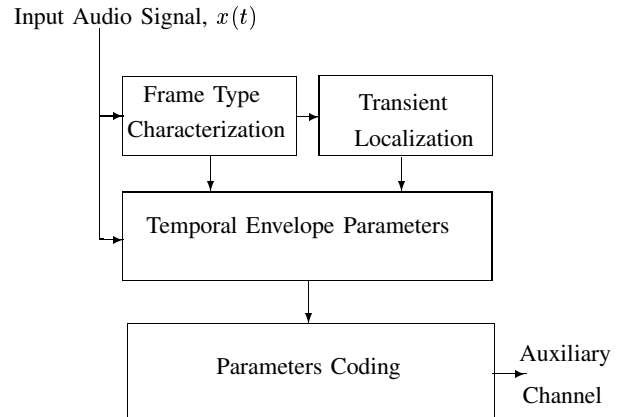 Input Audio Signal, x(t)
Frame Type
Characterization
Transient
Localization
Temporal Envelope Parameters
Parameters Coding
Auxiliary
Channel